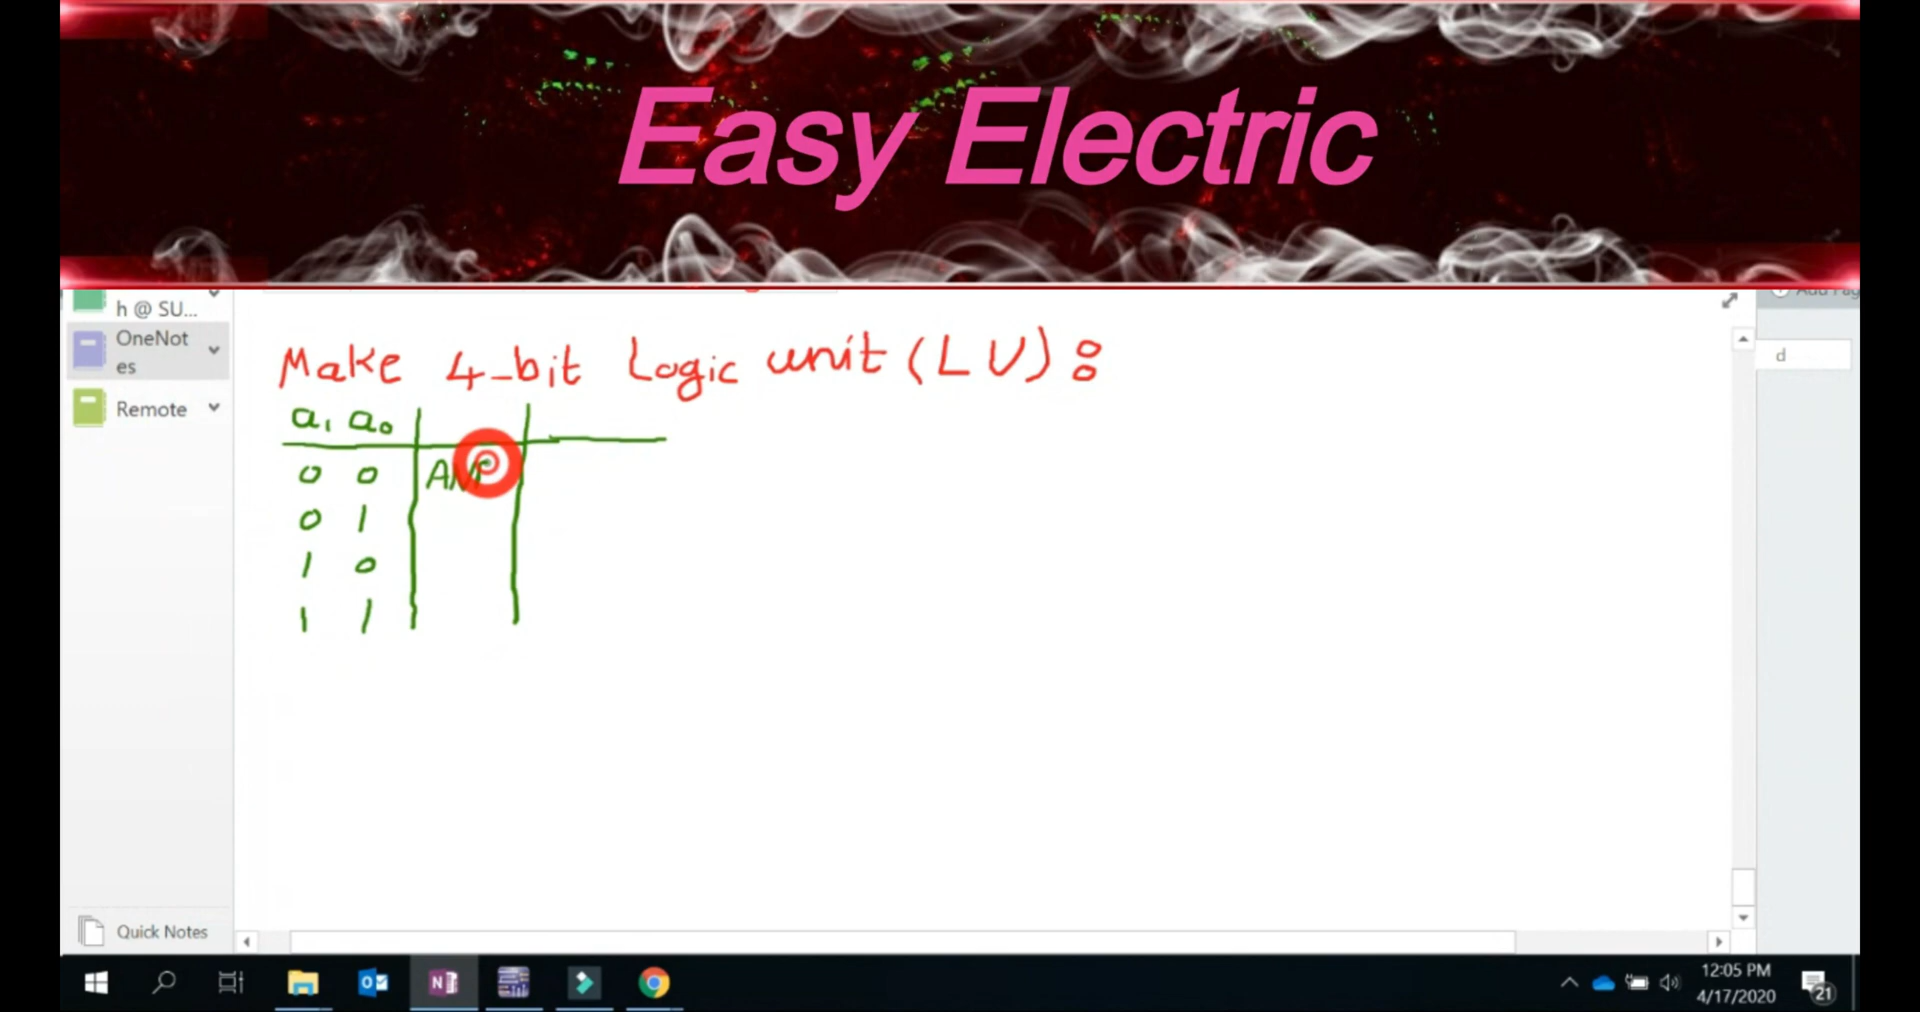 Easy Electric
h @ SU...
OneNot
es
Remote
Make 4-bit Logic unit (LU):
a1 a0
0 0
0 1
1 0
1 1
d
Quick Notes
12:05 PM
4/17/2020
21